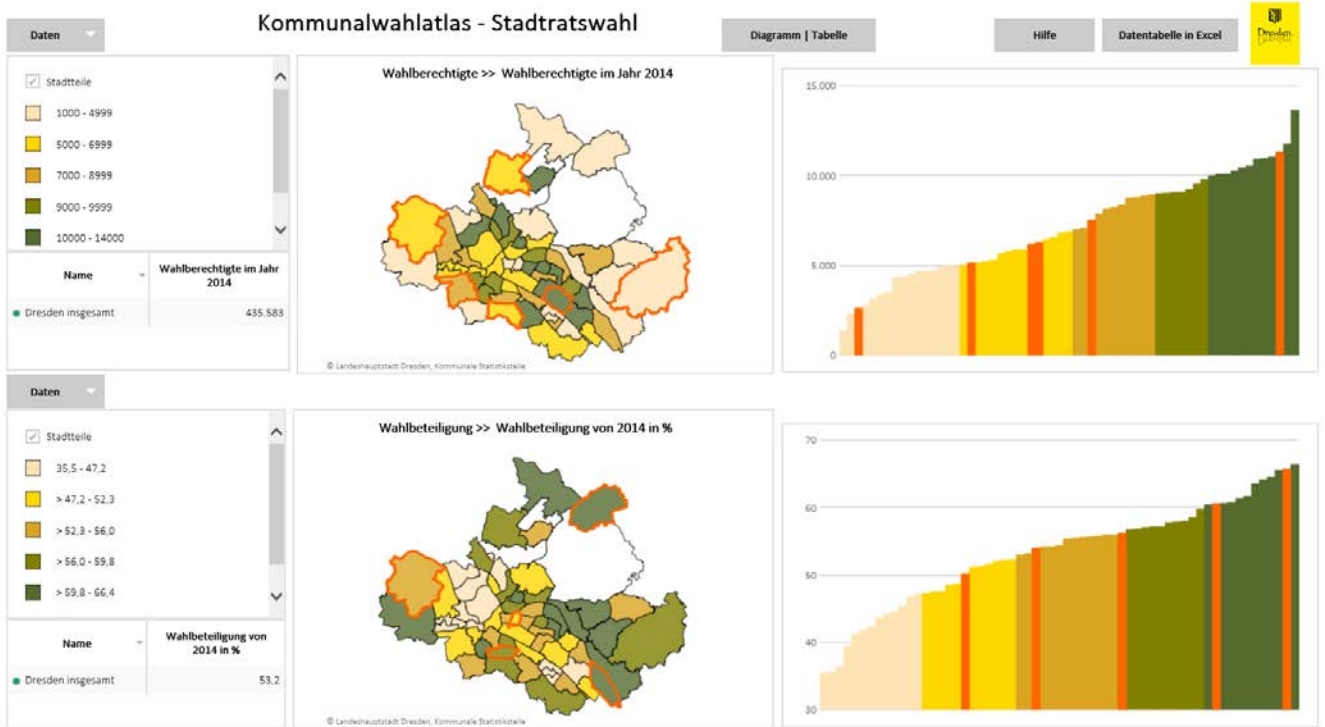 Kommunalwahlatlas - Stadtratswahl
Daten
Diagramm | Tabelle
Hilfe
Datentabelle in Excel
Dresden.
Stadtteile
1000 - 4999
5000 - 6999
7000 - 8999
9000 - 9999
10000 - 14000
Name
Wahlberechtigte im Jahr
2014
Dresden insgesamt
435.583
Wahlberechtigte >> Wahlberechtigte im Jahr 2014
© Landeshauptstadt Dresden, Kommunale Statistikstelle
15.000
10.000
5.000
0
Daten
Stadtteile
35,5 - 47,2
> 47,2 - 52,3
> 52,3 - 56,0
> 56,0 - 59,8
> 59,8 - 66,4
Name
Wahlbeteiligung von
2014 in %
Dresden insgesamt
53,2
Wahlbeteiligung >> Wahlbeteiligung von 2014 in %
© Landeshauptstadt Dresden, Kommunale Statistikstelle
70
60
50
40
30